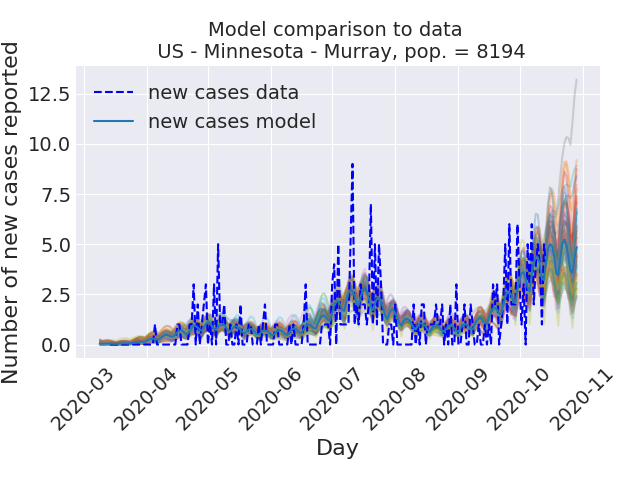 Model comparison to data
US - Minnesota - Murray, pop. = 8194
Number of new cases reported
12.5
10.0
7.5
5.0
2.5
0.0
new cases data
new cases model
2020-03
2020-04
2020-05
2020-06
2020-07
2020-08
2020-09
2020-10
2020-11
Day